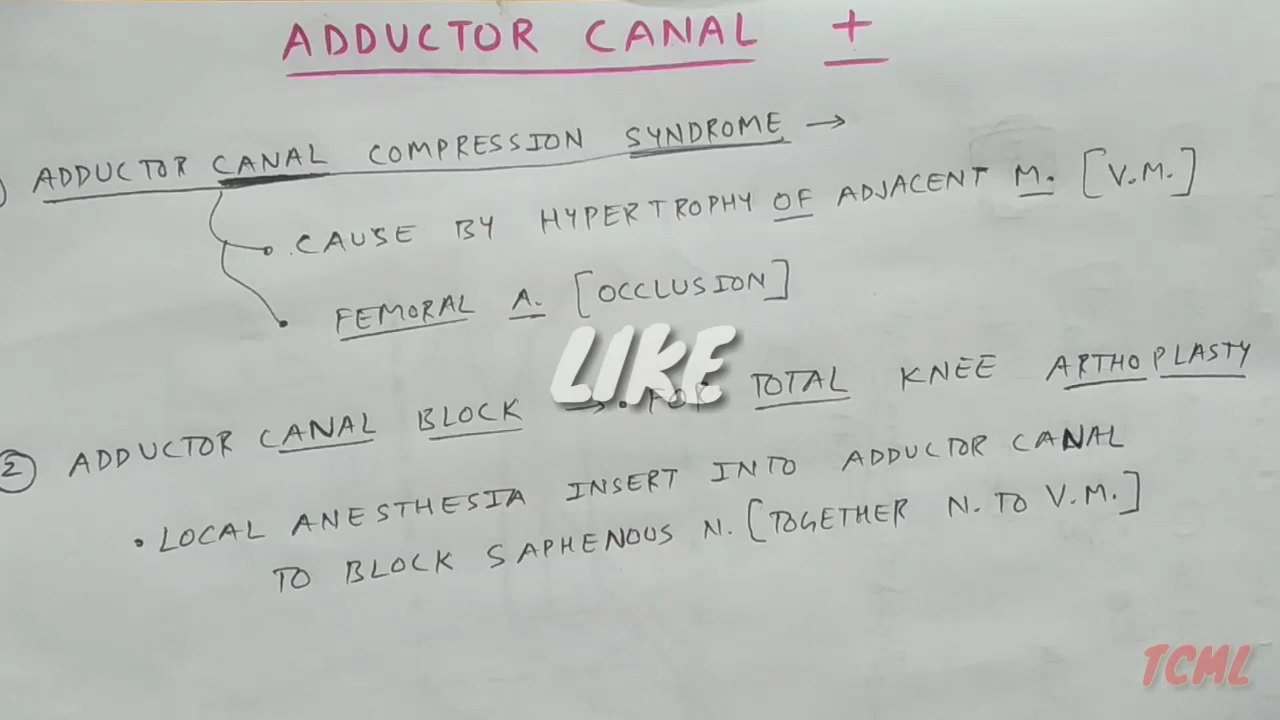 ADDUCTOR CANAL +
) ADDUCTOR CANAL COMPRESSION SYNDROME →
. CAUSE BY HYPERTROPHY OF ADJACENT M. [V.M.]
FEMORAL A. [OCCLUSION]
LIKE
② ADDUCTOR CANAL BLOCK → • FOR TOTAL KNEE ARTHOPLASTY
• LOCAL ANESTHESIA INSERT INTO ADDUCTOR CANAL
TO BLOCK SAPHENOUS N. [TOGETHER N. TO V.M.]
TCML